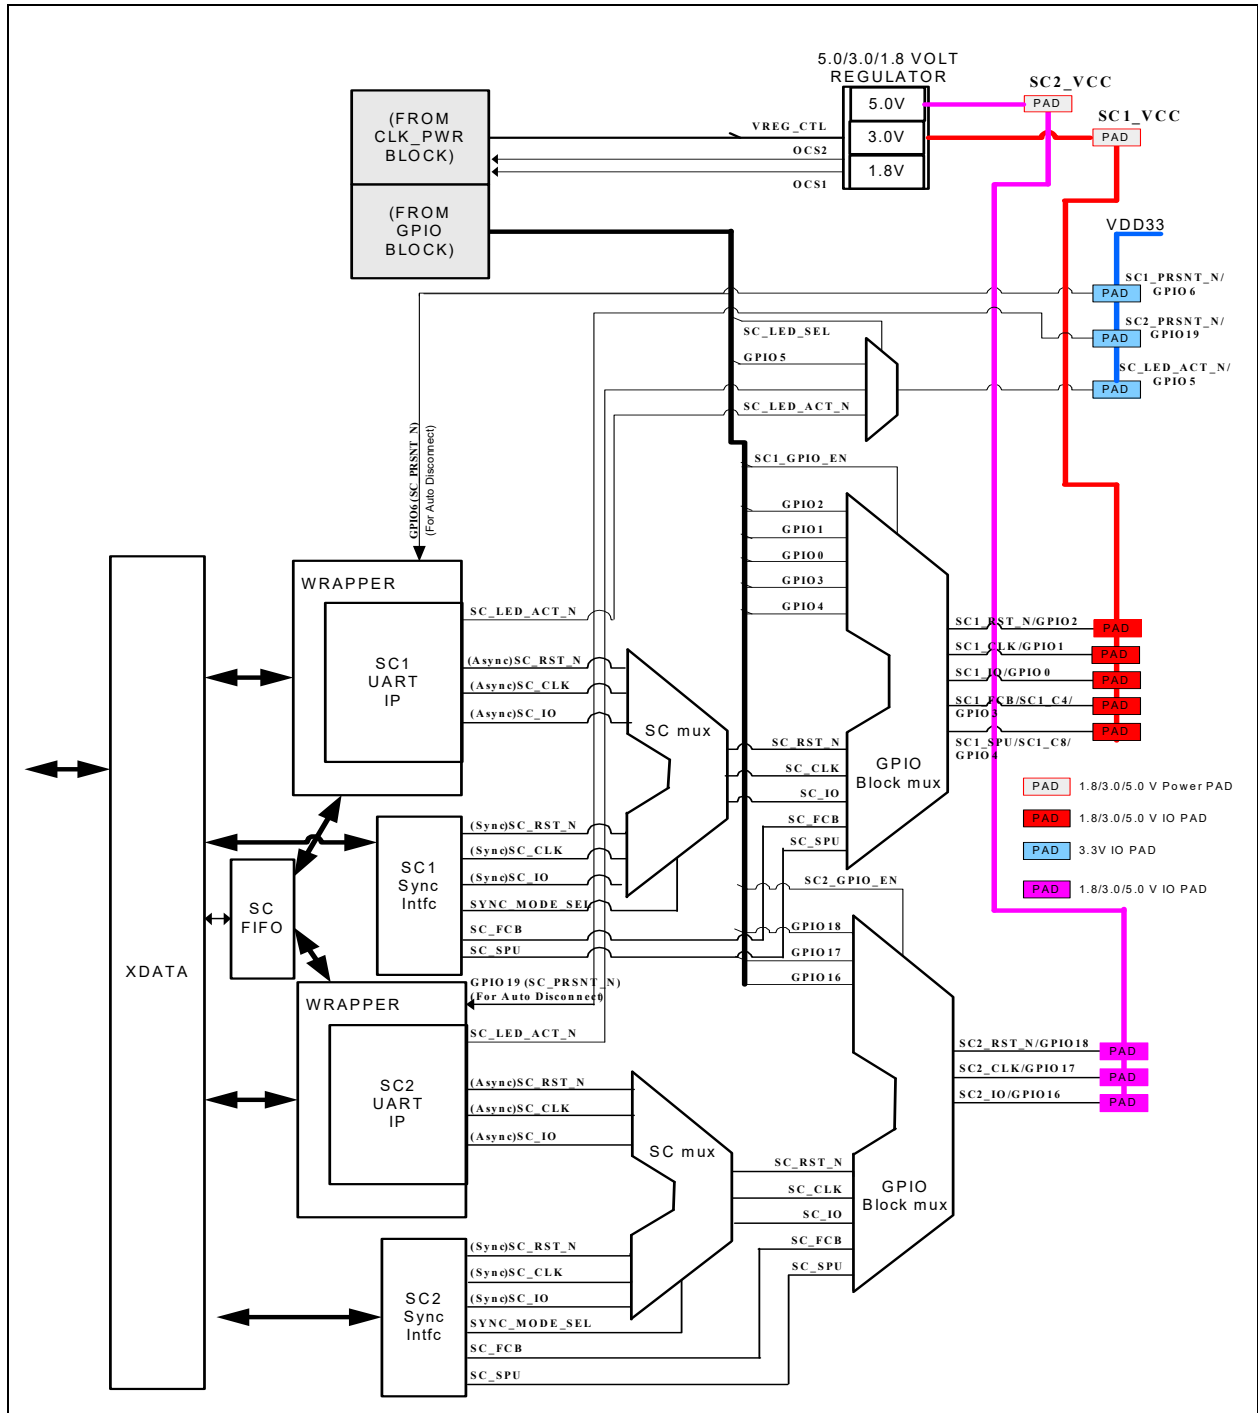 5.0/3.0/1.8 VOLT
REGULATOR
SC2_VCC
PAD
SC1_VCC
PAD
5.0V
3.0V
1.8V
(FROM
CLK_PWR
BLOCK)
VREG_CTL
OCS2
OCS1
(FROM
GPIO
BLOCK)
VDD33
SC1_PRSNT_N/
GPIO6
PAD
SC2_PRSNT_N/
GPIO19
PAD
SC_LED_ACT_N/
GPIO5
PAD
SC_LED_SEL
GPIO5
SC_LED_ACT_N
GPIO6 (SC_PRSNT_N)
(For Auto Disconnect)
SC1_GPIO_EN
GPIO2
GPIO1
GPIO0
GPIO3
GPIO4
WRAPPER
SC1
UART
IP
SC_LED_ACT_N
(Async)SC_RST_N
(Async)SC_CLK
(Async)SC_IO
SC mux
SC_RST_N
SC_CLK
SC_IO
SC_FCB
SC_SPU
GPIO
Block mux
SC1_RST_N/GPIO2
PAD
SC1_CLK/GPIO1
PAD
SC1_IO/GPIO0
PAD
SC1_FCB/SC1_C4/
GPIO3
PAD
SC1_SPU/SC1_C8/
GPIO4
PAD
PAD 1.8/3.0/5.0 V Power PAD
PAD 1.8/3.0/5.0 V IO PAD
PAD 3.3V IO PAD
PAD 1.8/3.0/5.0 V IO PAD
SC1
Sync
Intfc
(Sync)SC_RST_N
(Sync)SC_CLK
(Sync)SC_IO
SYNC_MODE_SEL
SC_FCB
SC_SPU
SC
FIFO
XDATA
SC2_GPIO_EN
GPIO18
GPIO17
GPIO16
WRAPPER
GPIO19 (SC_PRSNT_N)
(For Auto Disconnect)
SC_LED_ACT_N
SC2
UART
IP
(Async)SC_RST_N
(Async)SC_CLK
(Async)SC_IO
SC mux
SC_RST_N
SC_CLK
SC_IO
SC_FCB
SC_SPU
GPIO
Block mux
SC2_RST_N/GPIO18
PAD
SC2_CLK/GPIO17
PAD
SC2_IO/GPIO16
PAD
SC2
Sync
Intfc
(Sync)SC_RST_N
(Sync)SC_CLK
(Sync)SC_IO
SYNC_MODE_SEL
SC_FCB
SC_SPU